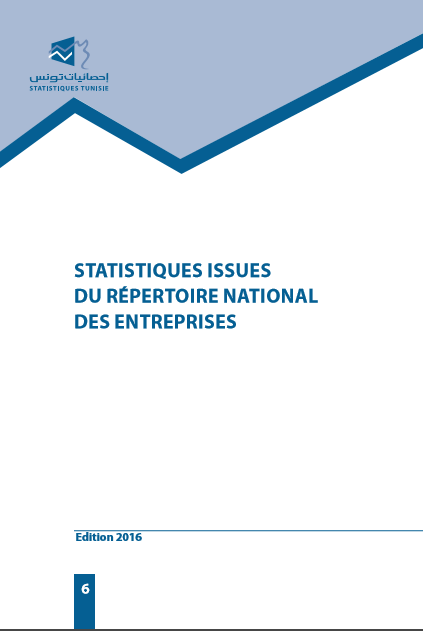 إحصائيات تونس
STATISTIQUES TUNISIE
STATISTIQUES ISSUES
DU RÉPERTOIRE NATIONAL
DES ENTREPRISES
Edition 2016
6